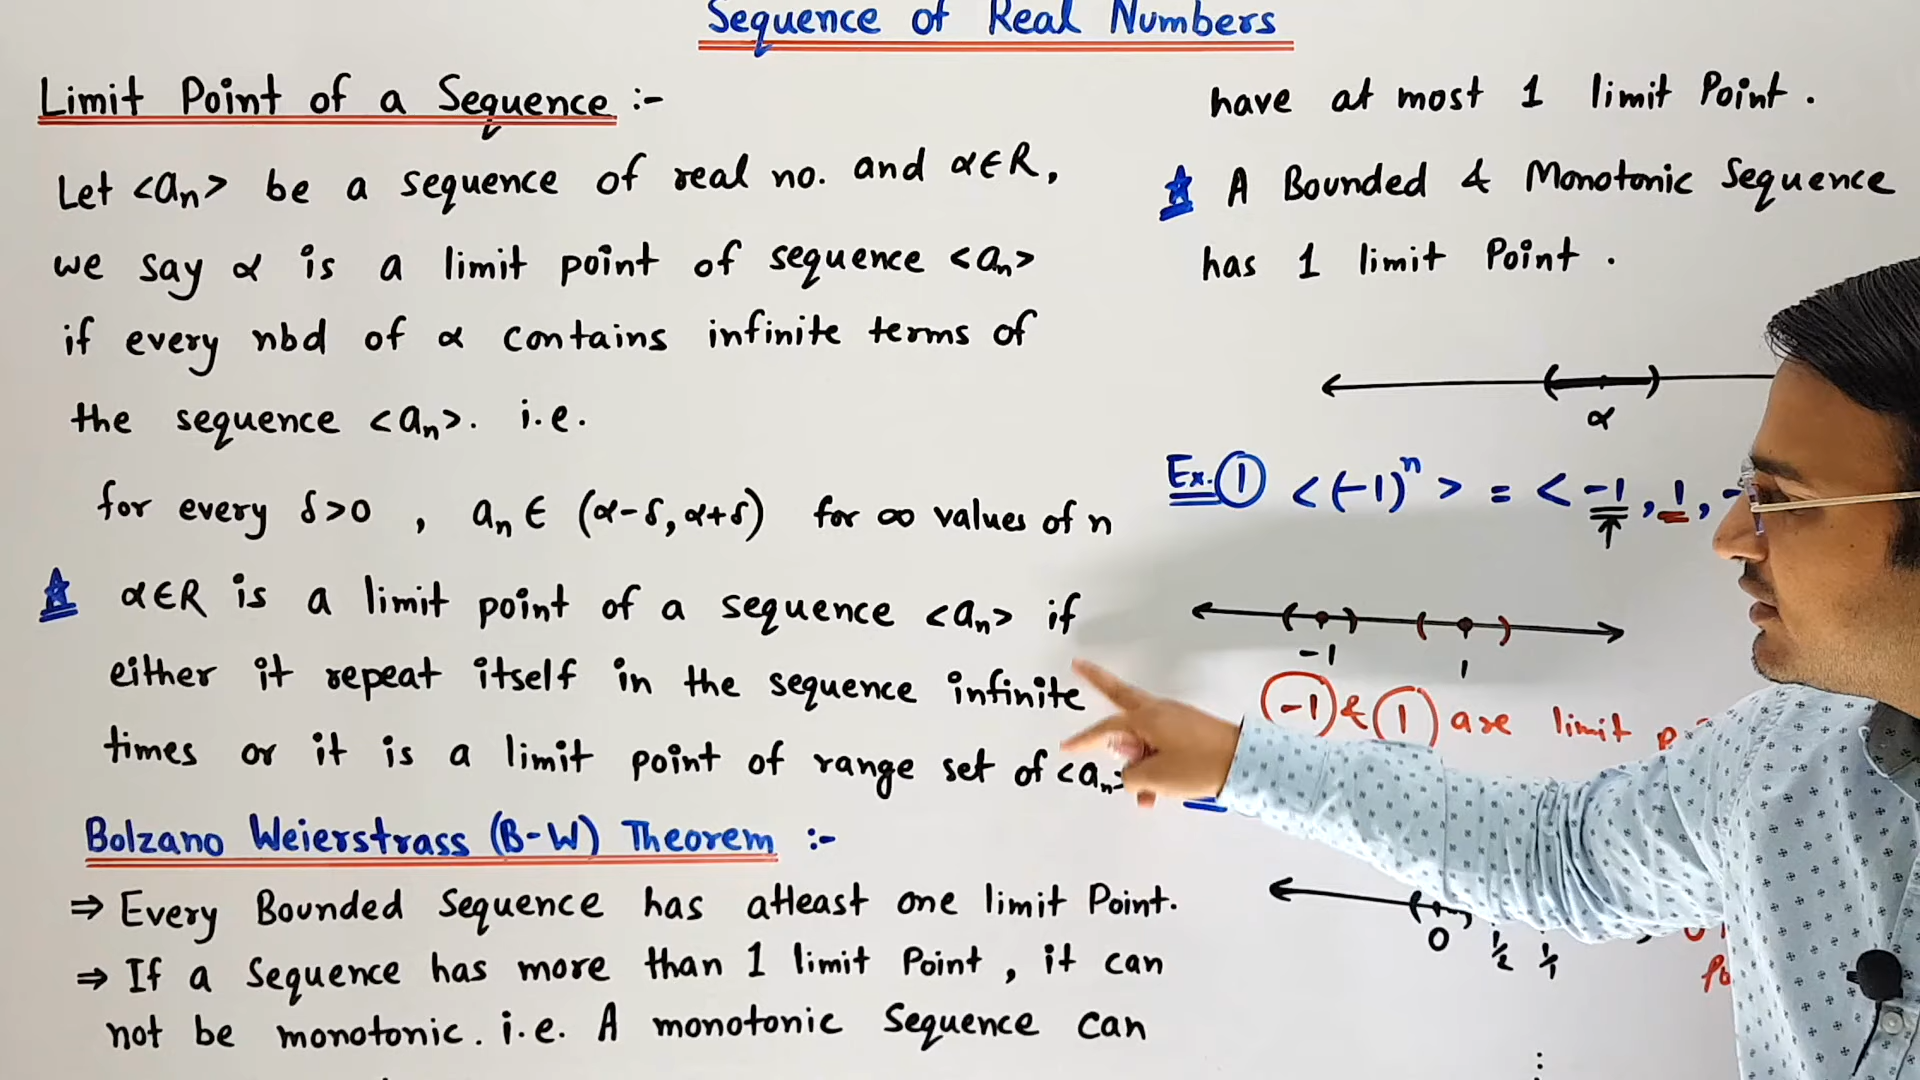 Sequence of Real Numbers
Limit Point of a Sequence :-
Let <aₙ> be a sequence of real no. and α∈R,
we say α is a limit point of sequence <aₙ>
if every nbd of α contains infinite terms of
the sequence <aₙ>. i.e.
for every δ>0 , aₙ ∈ (α-δ, α+δ) for ∞ values of n
α∈R is a limit point of a sequence <aₙ> if
either it repeat itself in the sequence infinite
times or it is a limit point of range set of <aₙ>
Bolzano Weierstrass (B-W) Theorem :-
⇒ Every Bounded Sequence has atleast one limit Point.
⇒ If a Sequence has more than 1 limit Point, it can
not be monotonic. i.e. A monotonic Sequence can
have at most 1 limit Point.
A Bounded & Monotonic Sequence
has 1 limit Point.
α
Ex. 1 <(-1)ⁿ> = < -1, 1, -
-1 1
-1 & 1 are limit
0 1/2 1/1